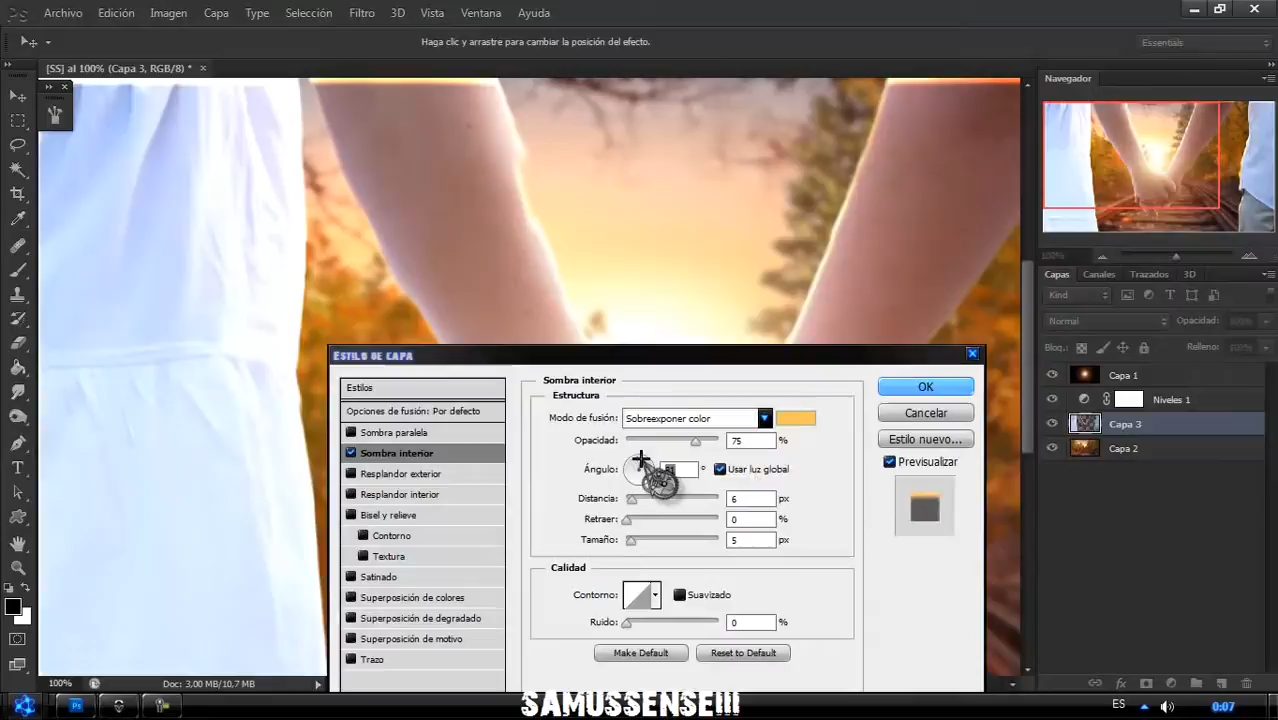 Ps Archivo Edición Imagen Capa Type Selección Filtro 3D Vista Ventana Ayuda
Haga clic y arrastre para cambiar la posición del efecto.
Essentials
[SS] al 100% (Capa 3, RGB/8) * ×
Navegador
100%
Capas Canales Trazados 3D
Kind
Normal Opacidad: 100%
Bloq.: Relleno: 100%
Capa 1
Niveles 1
Capa 3
Capa 2
Estilo de capa
Estilos
Opciones de fusión: Por defecto
Sombra paralela
Sombra interior
Resplandor exterior
Resplandor interior
Bisel y relieve
Contorno
Textura
Satinado
Superposición de colores
Superposición de degradado
Superposición de motivo
Trazo
Sombra interior
Estructura
Modo de fusión: Sobreexponer color
Opacidad: 75 %
Ángulo: ° Usar luz global
Distancia: 6 px
Retraer: 0 %
Tamaño: 5 px
Calidad
Contorno: Suavizado
Ruido: 0 %
Make Default Reset to Default
OK
Cancelar
Estilo nuevo...
Previsualizar
100% Doc: 3,00 MB/10,7 MB
fx
Ps
SAMUSSENSE!!!
ES
0:07